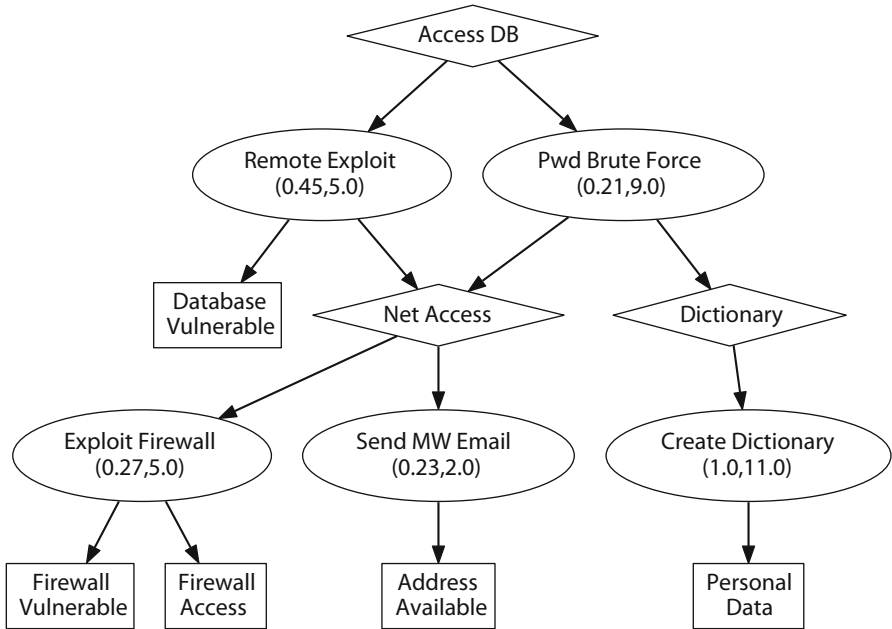 Access DB
Remote Exploit
(0.45,5.0)
Pwd Brute Force
(0.21,9.0)
Database
Vulnerable
Net Access
Dictionary
Exploit Firewall
(0.27,5.0)
Send MW Email
(0.23,2.0)
Create Dictionary
(1.0,11.0)
Firewall
Vulnerable
Firewall
Access
Address
Available
Personal
Data